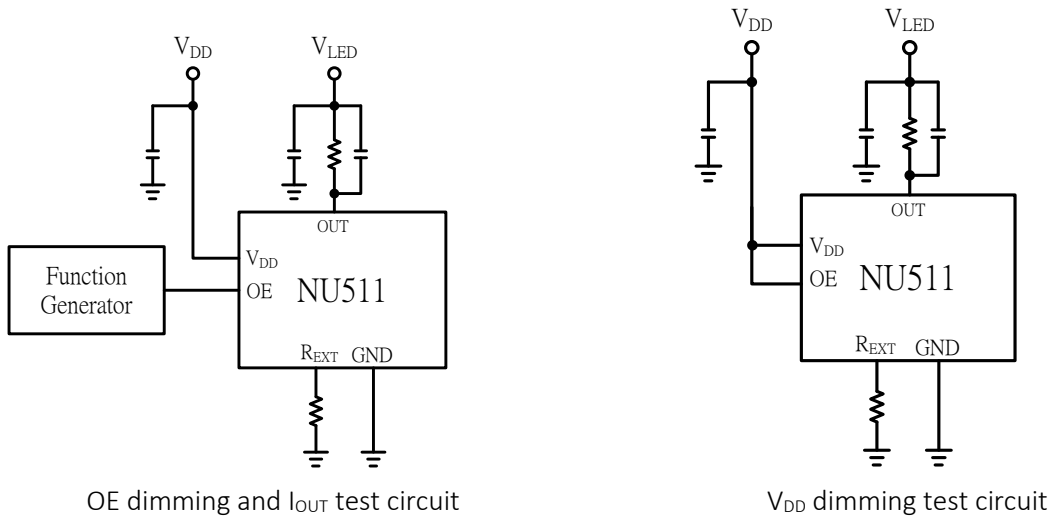 VDD
VLED
OUT
VDD
Function
Generator
OE
NU511
REXT
GND
OE dimming and IOUT test circuit
VDD
VLED
OUT
VDD
OE
NU511
REXT
GND
VDD dimming test circuit